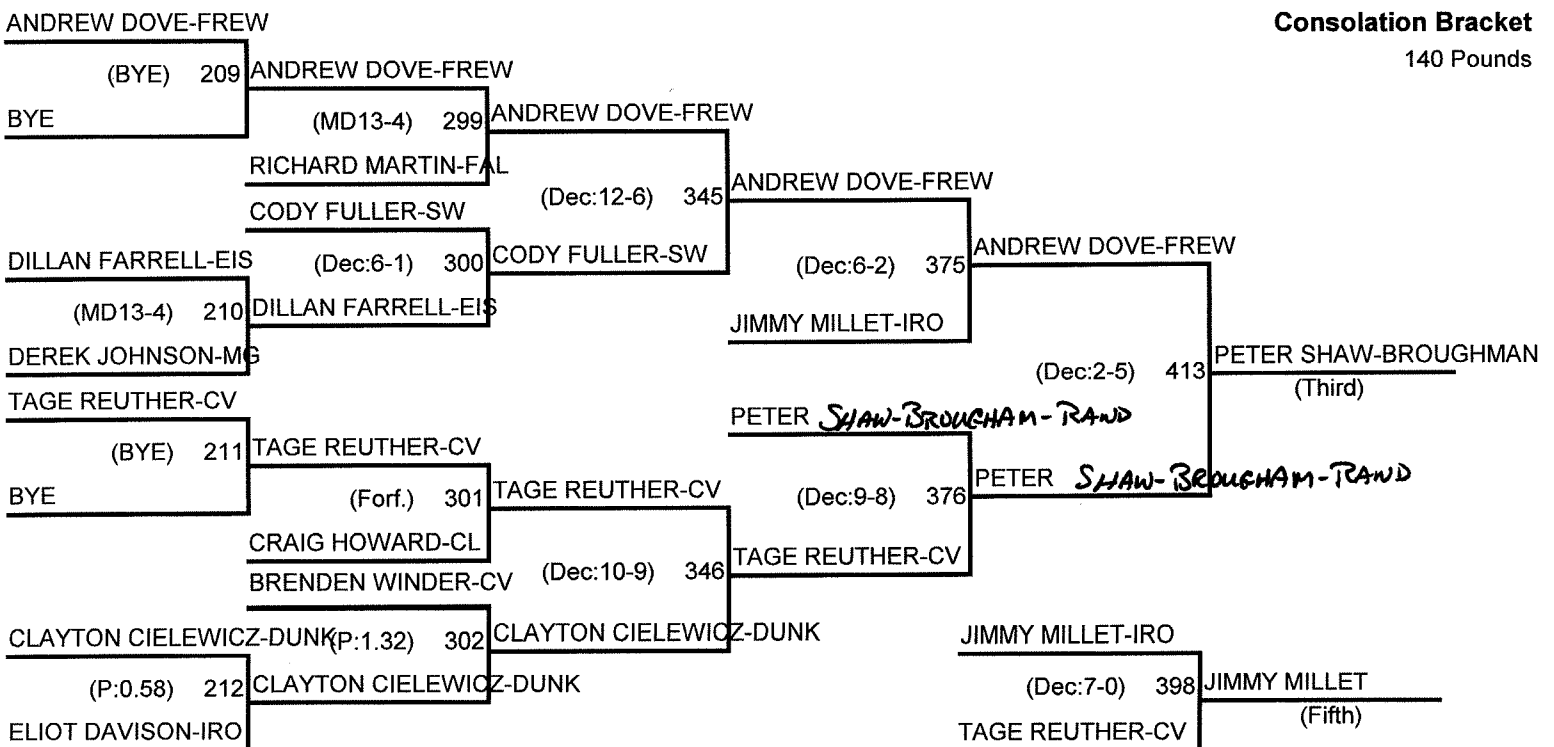 Consolation Bracket
140 Pounds
ANDREW DOVE-FREW
(BYE) 209
BYE
ANDREW DOVE-FREW
(MD13-4) 299
RICHARD MARTIN-FAL
ANDREW DOVE-FREW
(Dec:12-6) 345
CODY FULLER-SW
CODY FULLER-SW
(Dec:6-1) 300
DILLAN FARRELL-EIS
DILLAN FARRELL-EIS
(MD13-4) 210
DEREK JOHNSON-MG
ANDREW DOVE-FREW
(Dec:6-2) 375
JIMMY MILLET-IRO
ANDREW DOVE-FREW
(Dec:2-5) 413
PETER SHAW-BROUGHMAN
(Third)
TAGE REUTHER-CV
(BYE) 211
BYE
TAGE REUTHER-CV
(Forf.) 301
CRAIG HOWARD-CL
TAGE REUTHER-CV
(Dec:10-9) 346
BRENDEN WINDER-CV
(P:1.32) 302
CLAYTON CIELEWICZ-DUNK
CLAYTON CIELEWICZ-DUNK
(P:0.58) 212
ELIOT DAVISON-IRO
CLAYTON CIELEWICZ-DUNK
PETER SHAW-BROUGHAM-RAND
(Dec:9-8) 376
TAGE REUTHER-CV
PETER SHAW-BROUGHAM-RAND
JIMMY MILLET-IRO
(Dec:7-0) 398
TAGE REUTHER-CV
JIMMY MILLET
(Fifth)